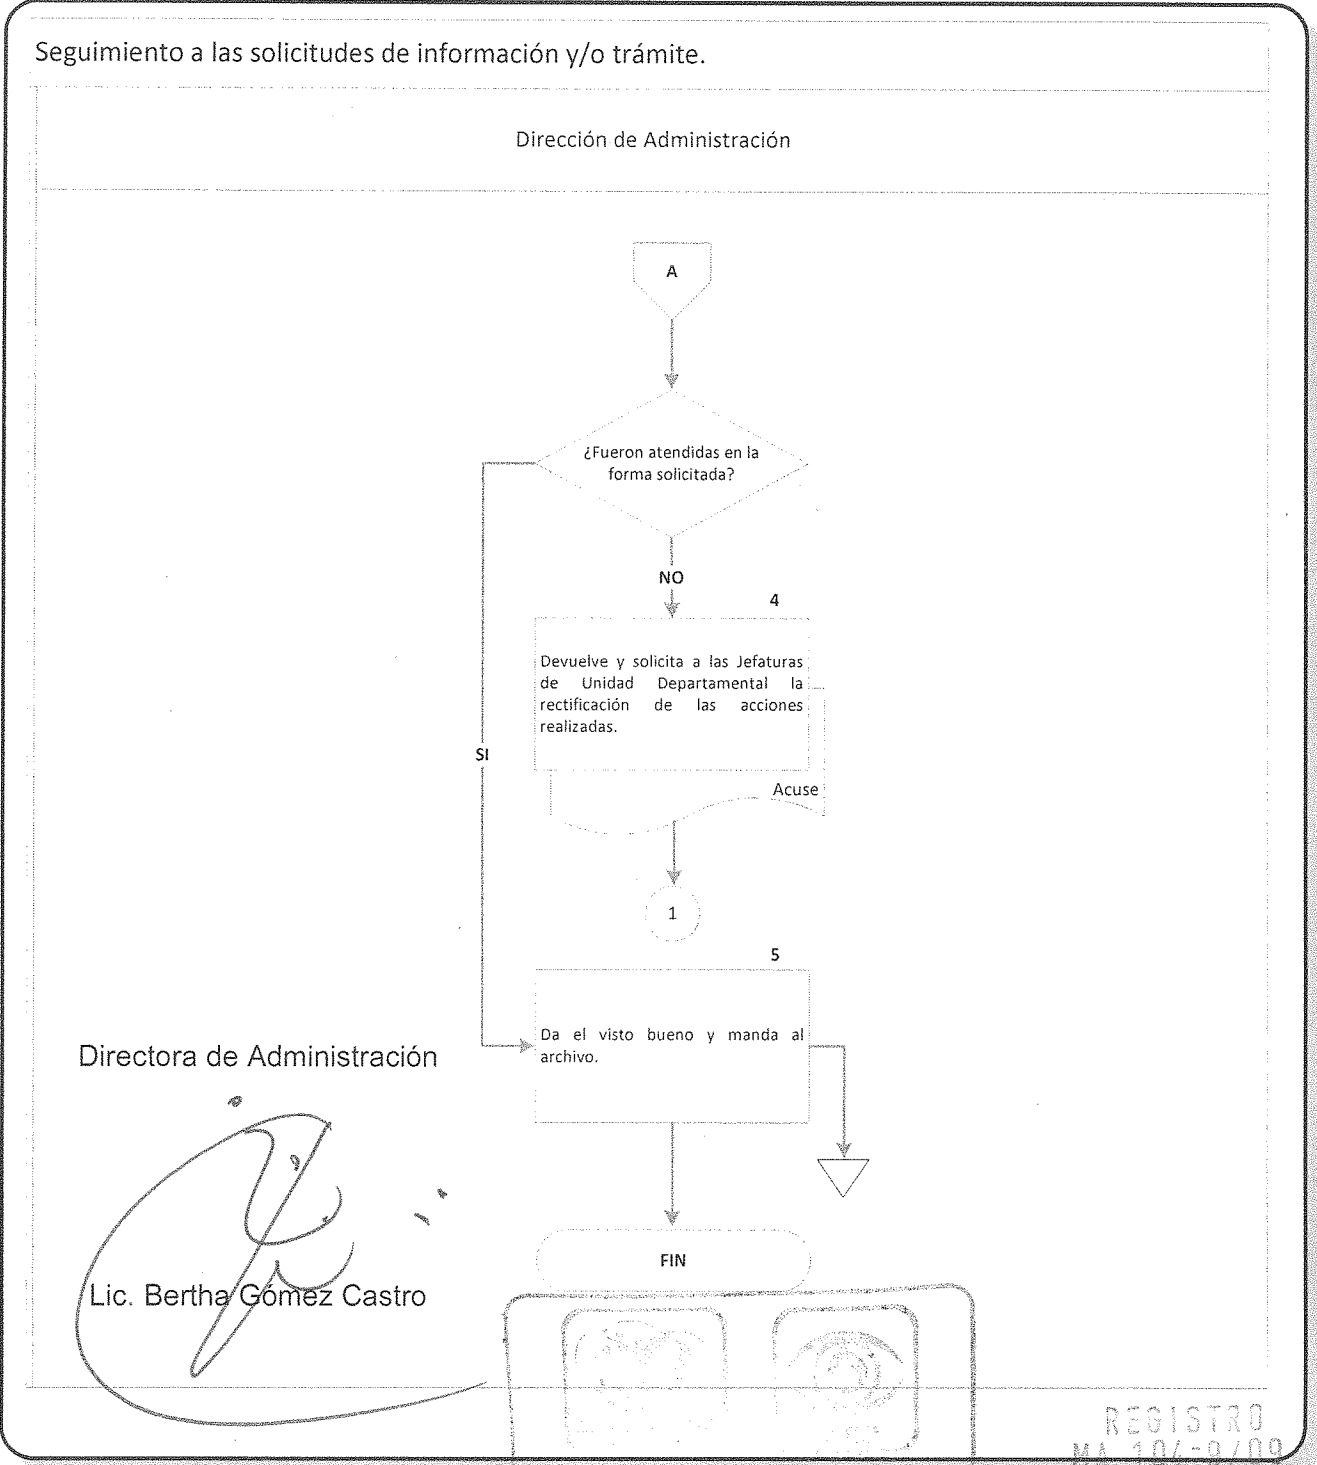 Seguimiento a las solicitudes de información y/o trámite.
Dirección de Administración
A
¿Fueron atendidas en la
forma solicitada?
NO
4
Devuelve y solicita a las Jefaturas
de Unidad Departamental la
rectificación de las acciones
realizadas.
SI
Acuse
1
5
Da el visto bueno y manda al
archivo.
Directora de Administración
FIN
Lic. Bertha Gómez Castro
REGISTRO
MA